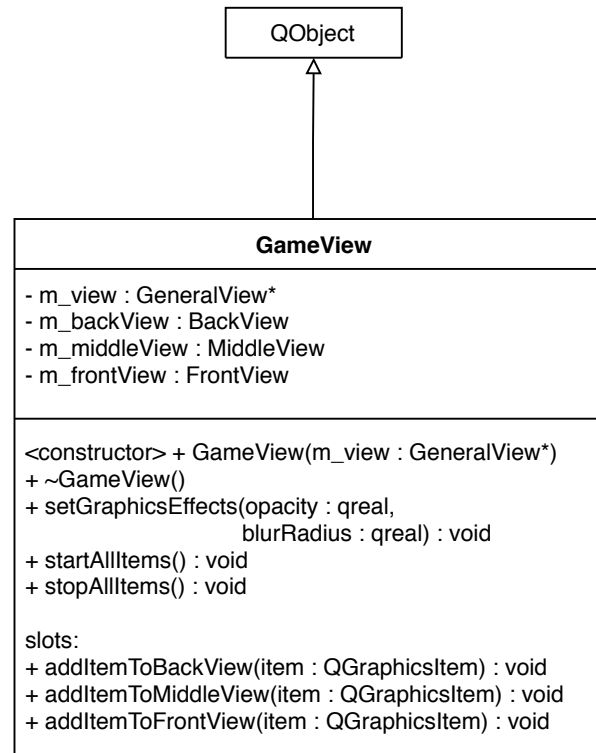 QObject
GameView
- m_view : GeneralView*
- m_backView : BackView
- m_middleView : MiddleView
- m_frontView : FrontView
<constructor> + GameView(m_view : GeneralView*)
+ ~GameView()
+ setGraphicsEffects(opacity : qreal,
blurRadius : qreal) : void
+ startAllItems() : void
+ stopAllItems() : void
slots:
+ addItemToBackView(item : QGraphicsItem) : void
+ addItemToMiddleView(item : QGraphicsItem) : void
+ addItemToFrontView(item : QGraphicsItem) : void